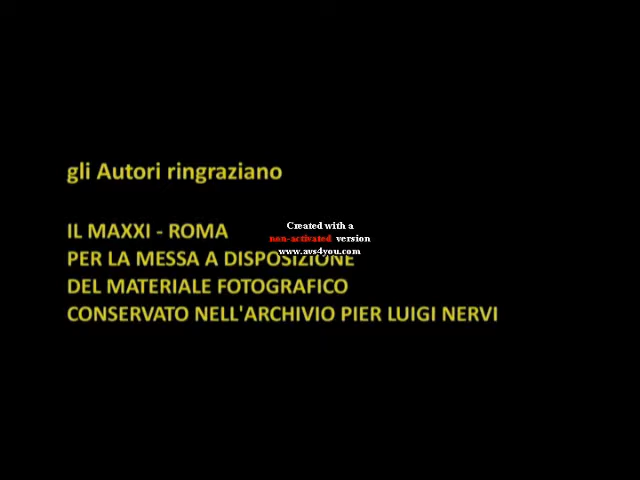 gli Autori ringraziano
IL MAXXI - ROMA
PER LA MESSA A DISPOSIZIONE
DEL MATERIALE FOTOGRAFICO
CONSERVATO NELL'ARCHIVIO PIER LUIGI NERVI
Created with a
non-activated version
www.avs4you.com